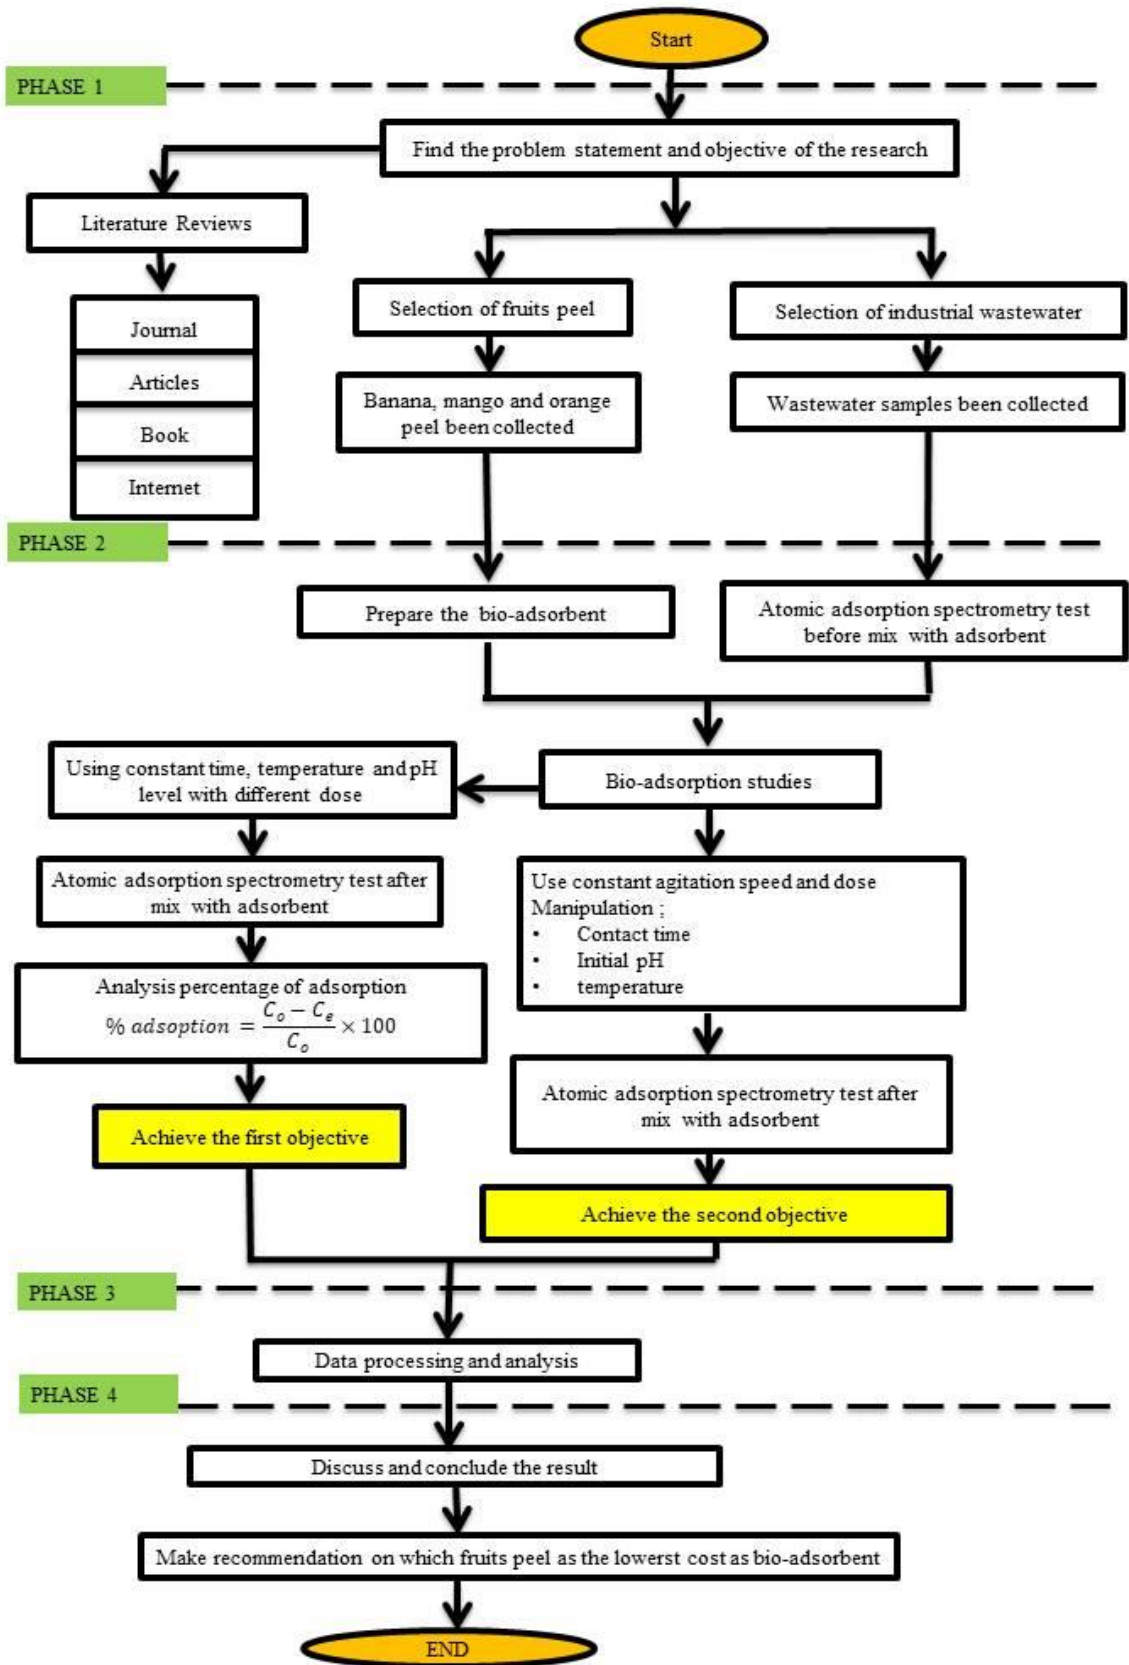 Start
PHASE 1
Find the problem statement and objective of the research
Literature Reviews
Journal
Articles
Book
Internet
Selection of fruits peel
Selection of industrial wastewater
Banana, mango and orange
peel been collected
Wastewater samples been collected
PHASE 2
Prepare the bio-adsorbent
Atomic adsorption spectrometry test
before mix with adsorbent
Bio-adsorption studies
Using constant time, temperature and pH
level with different dose
Atomic adsorption spectrometry test after
mix with adsorbent
Analysis percentage of adsorption
% adsoption = (C_o − C_e) / C_o × 100
Achieve the first objective
Use constant agitation speed and dose
Manipulation ;
• Contact time
• Initial pH
• temperature
Atomic adsorption spectrometry test after
mix with adsorbent
Achieve the second objective
PHASE 3
Data processing and analysis
PHASE 4
Discuss and conclude the result
Make recommendation on which fruits peel as the lowest cost as bio-adsorbent
END